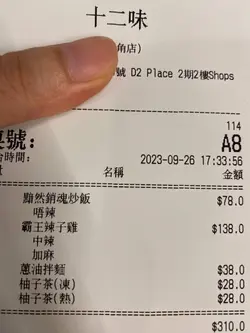 十二味
角店)
號 D2 Place 2期2樓Shops
114
號: A8
時間: 2023-09-26 17:33:56
名稱 金額
黯然銷魂炒飯 $78.0
唔辣
霸王辣子雞 $138.0
中辣
加麻
蔥油拌麵 $38.0
柚子茶(凍) $28.0
柚子茶(熱) $28.0
$310.0